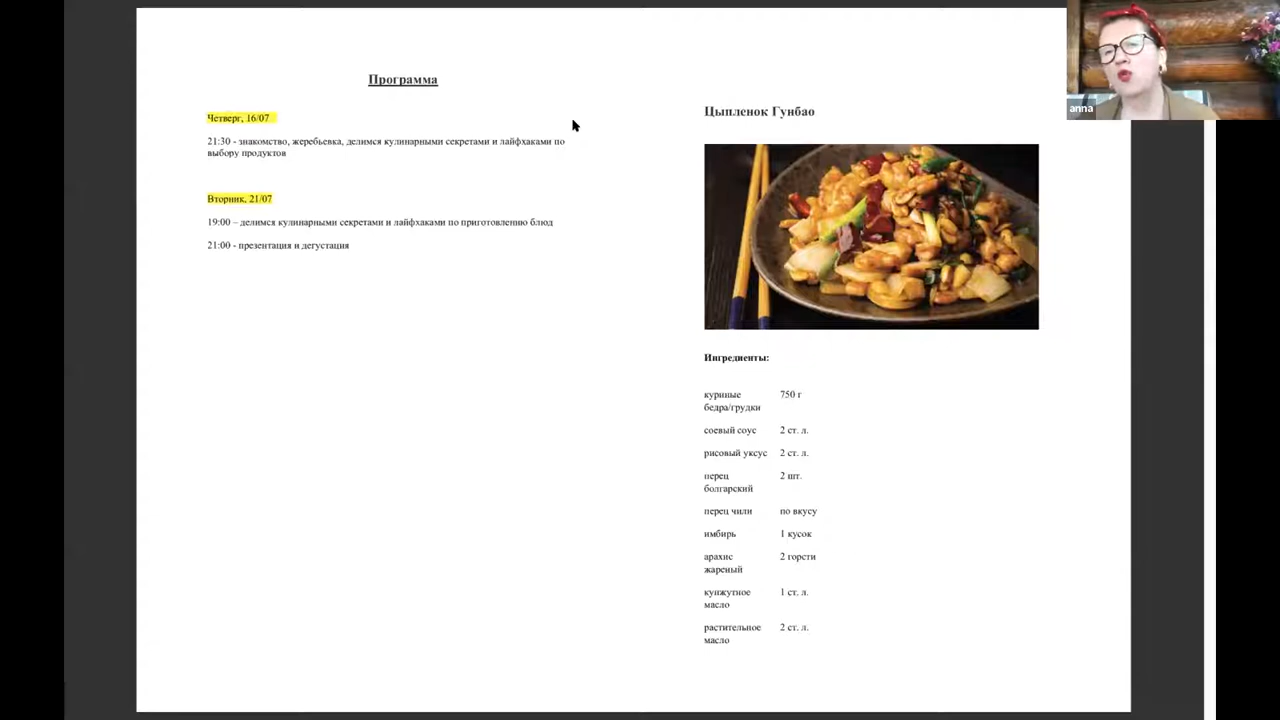 Программа
Четверг, 16/07
21:30 - знакомство, жеребьевка, делимся кулинарными секретами и лайфхаками по
выбору продуктов
Вторник, 21/07
19:00 – делимся кулинарными секретами и лайфхаками по приготовлению блюд
21:00 - презентация и дегустация
anna
Цыпленок Гунбао
Ингредиенты:
куриные 750 г
бедра/грудки
соевый соус 2 ст. л.
рисовый уксус 2 ст. л.
перец 2 шт.
болгарский
перец чили по вкусу
имбирь 1 кусок
арахис 2 горсти
жареный
кунжутное 1 ст. л.
масло
растительное 2 ст. л.
масло